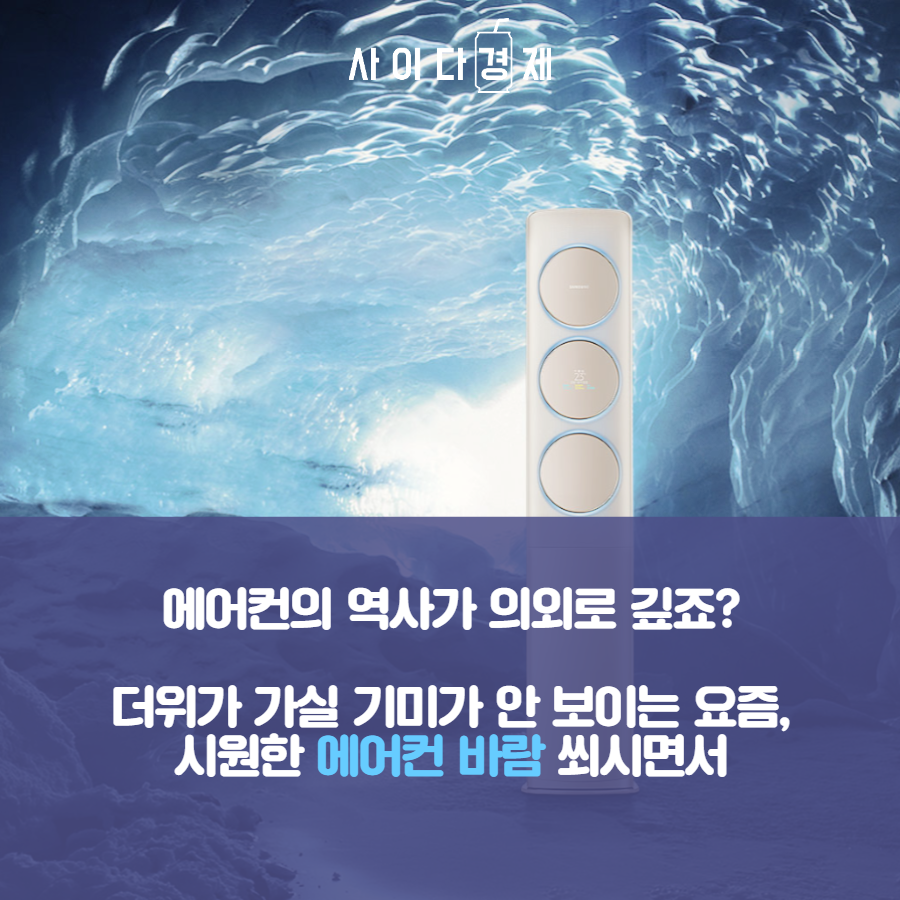 사이다경제
에어컨의 역사가 의외로 깊죠?
더위가 가실 기미가 안 보이는 요즘,
시원한 에어컨 바람 쐬시면서